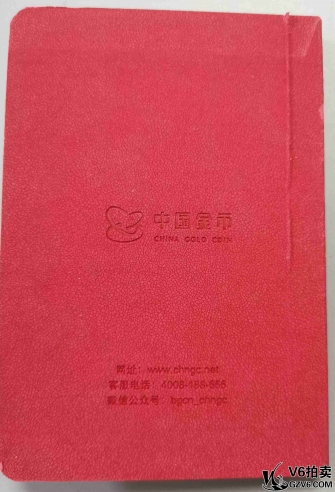 中国金币
CHINA GOLD COIN
网址：www.chngc.net
客服电话：4008-188-866
微信公众号：bgcn_chngc
V6拍卖
GZV6.COM